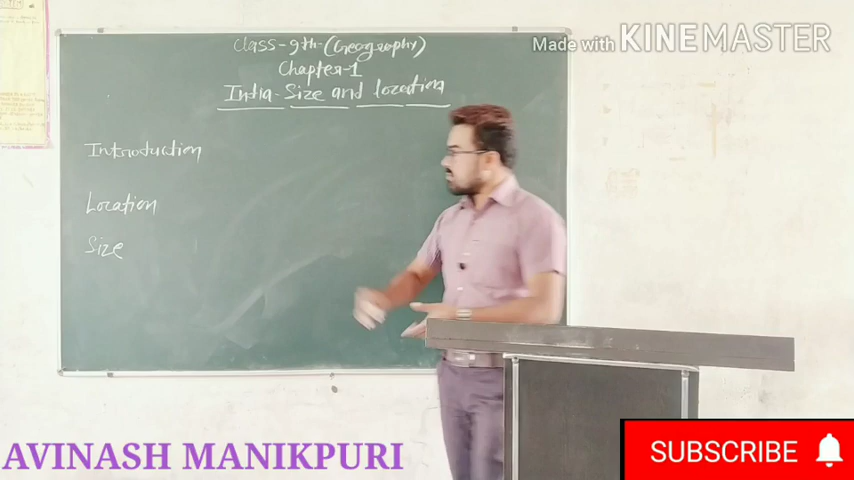 Class-9th-(Geography)
Made with KINEMASTER
Chapter-1
India-Size and Location
Introduction
Location
Size
AVINASH MANIKPURI
SUBSCRIBE